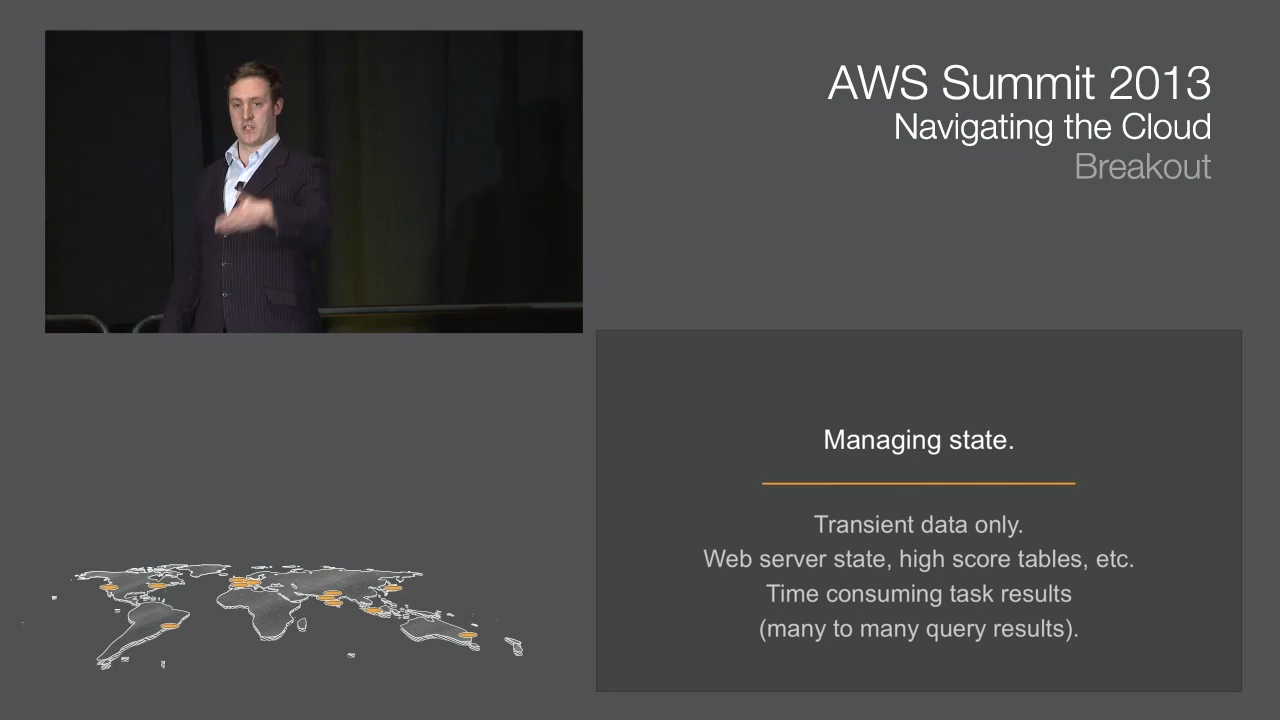 AWS Summit 2013
Navigating the Cloud
Breakout
Managing state.
Transient data only.
Web server state, high score tables, etc.
Time consuming task results
(many to many query results).